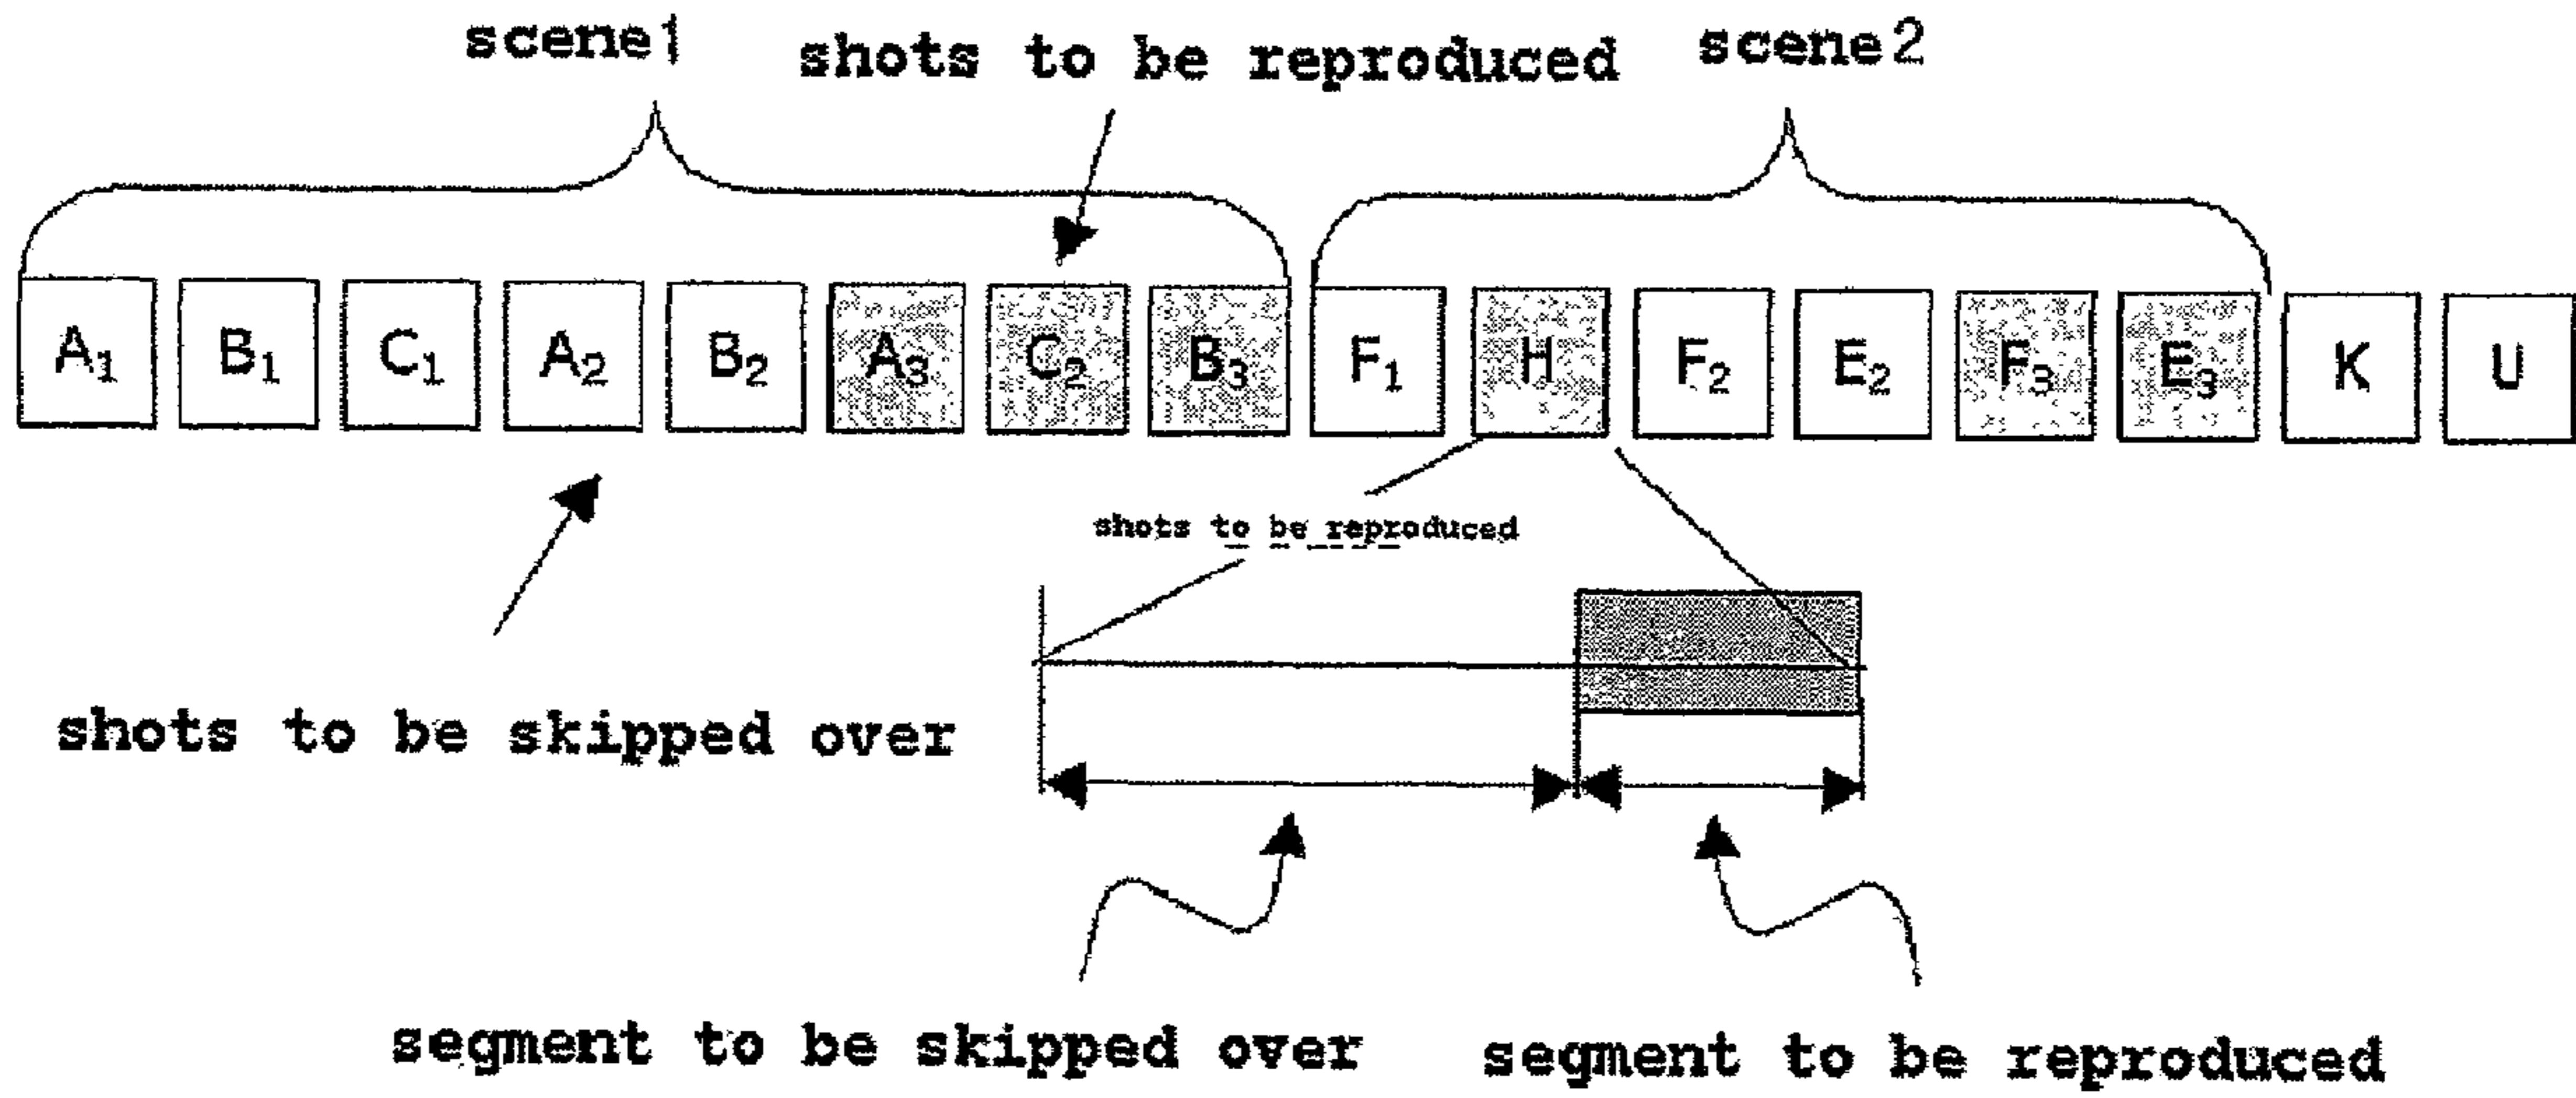 scene1
shots to be reproduced
scene2
A₁ B₁ C₁ A₂ B₂ A₃ C₂ B₃ F₁ H F₂ E₂ F₃ E₃ K U
shots to be reproduced
shots to be skipped over
segment to be skipped over
segment to be reproduced